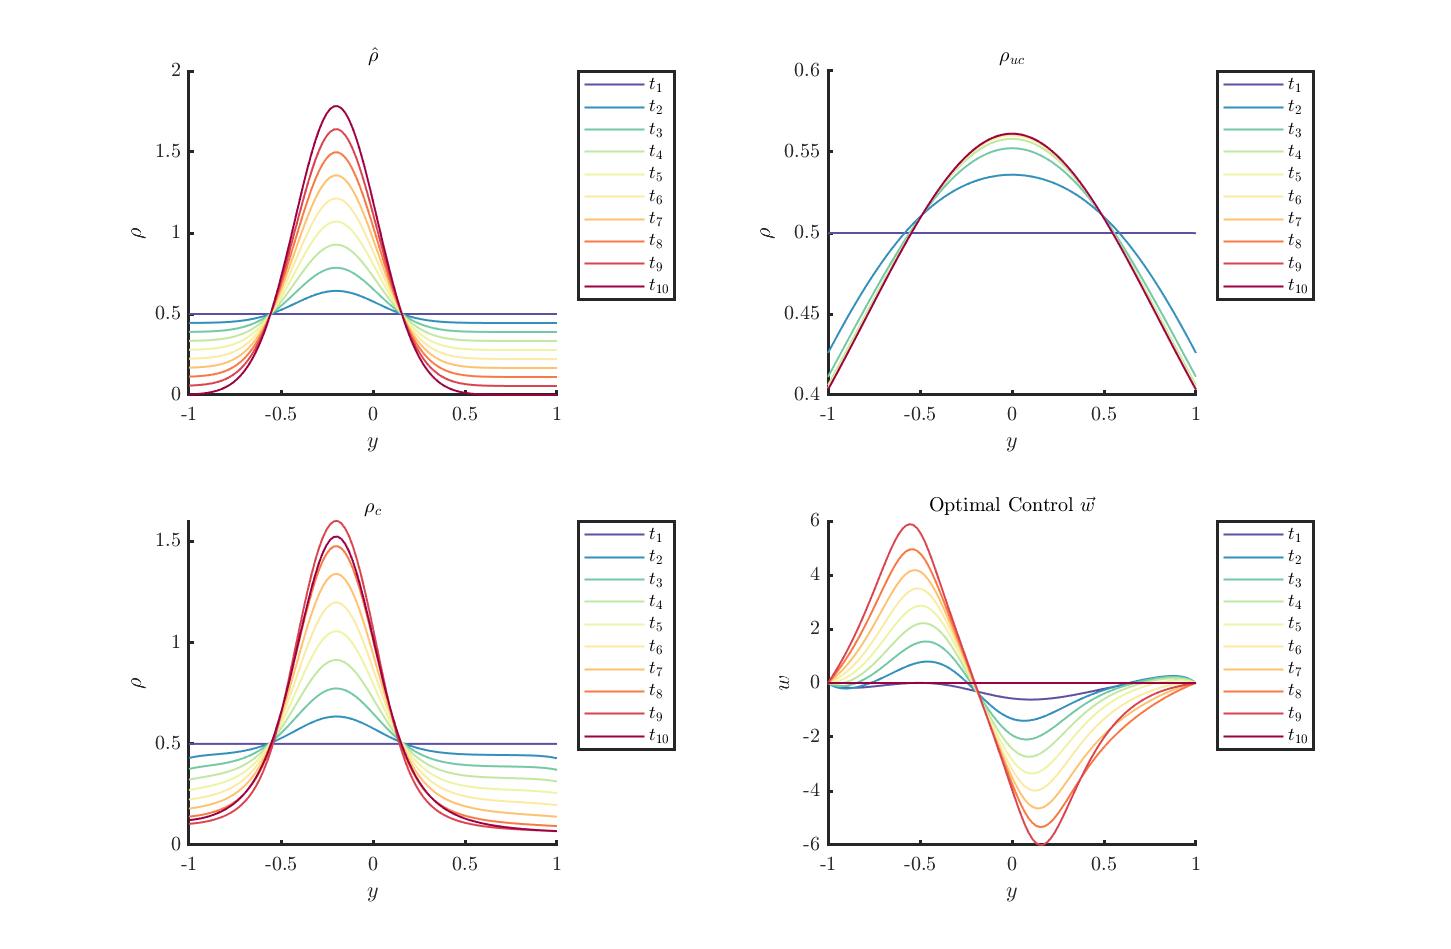 ρ̂
ρ
2
1.5
1
0.5
0
-1 -0.5 0 0.5 1
y
t₁
t₂
t₃
t₄
t₅
t₆
t₇
t₈
t₉
t₁₀
ρuc
ρ
0.6
0.55
0.5
0.45
0.4
-1 -0.5 0 0.5 1
y
t₁
t₂
t₃
t₄
t₅
t₆
t₇
t₈
t₉
t₁₀
ρc
ρ
1.5
1
0.5
0
-1 -0.5 0 0.5 1
y
t₁
t₂
t₃
t₄
t₅
t₆
t₇
t₈
t₉
t₁₀
Optimal Control w⃗
w
6
4
2
0
-2
-4
-6
-1 -0.5 0 0.5 1
y
t₁
t₂
t₃
t₄
t₅
t₆
t₇
t₈
t₉
t₁₀